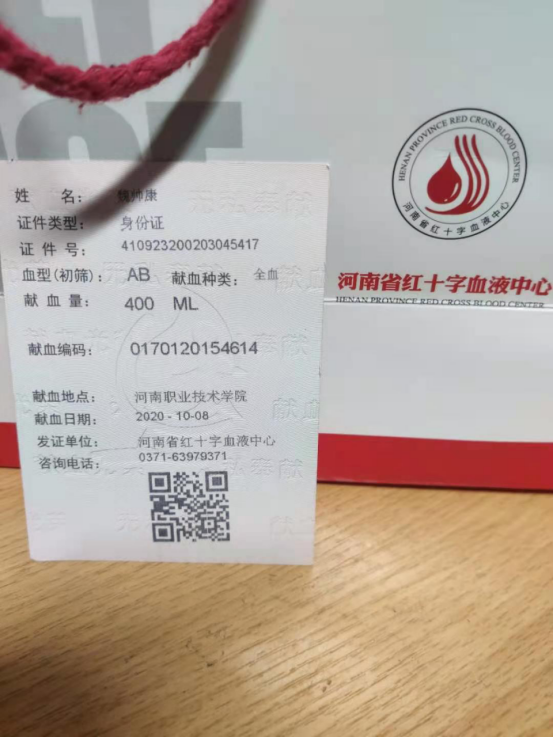 姓 名： 帅康
证件类型： 身份证
证 件 号： 410923200203045417
血型(初筛)： AB 献血种类： 全血
献 血 量： 400 ML
献血编码： 0170120154614
献血地点： 河南职业技术学院
献血日期： 2020-10-08
发证单位： 河南省红十字血液中心
咨询电话： 0371-63979371
HENAN PROVINCE RED CROSS BLOOD CENTER
河南省红十字血液中心
河南省红十字血液中心
HENAN PROVINCE RED CROSS BLOOD CENTER